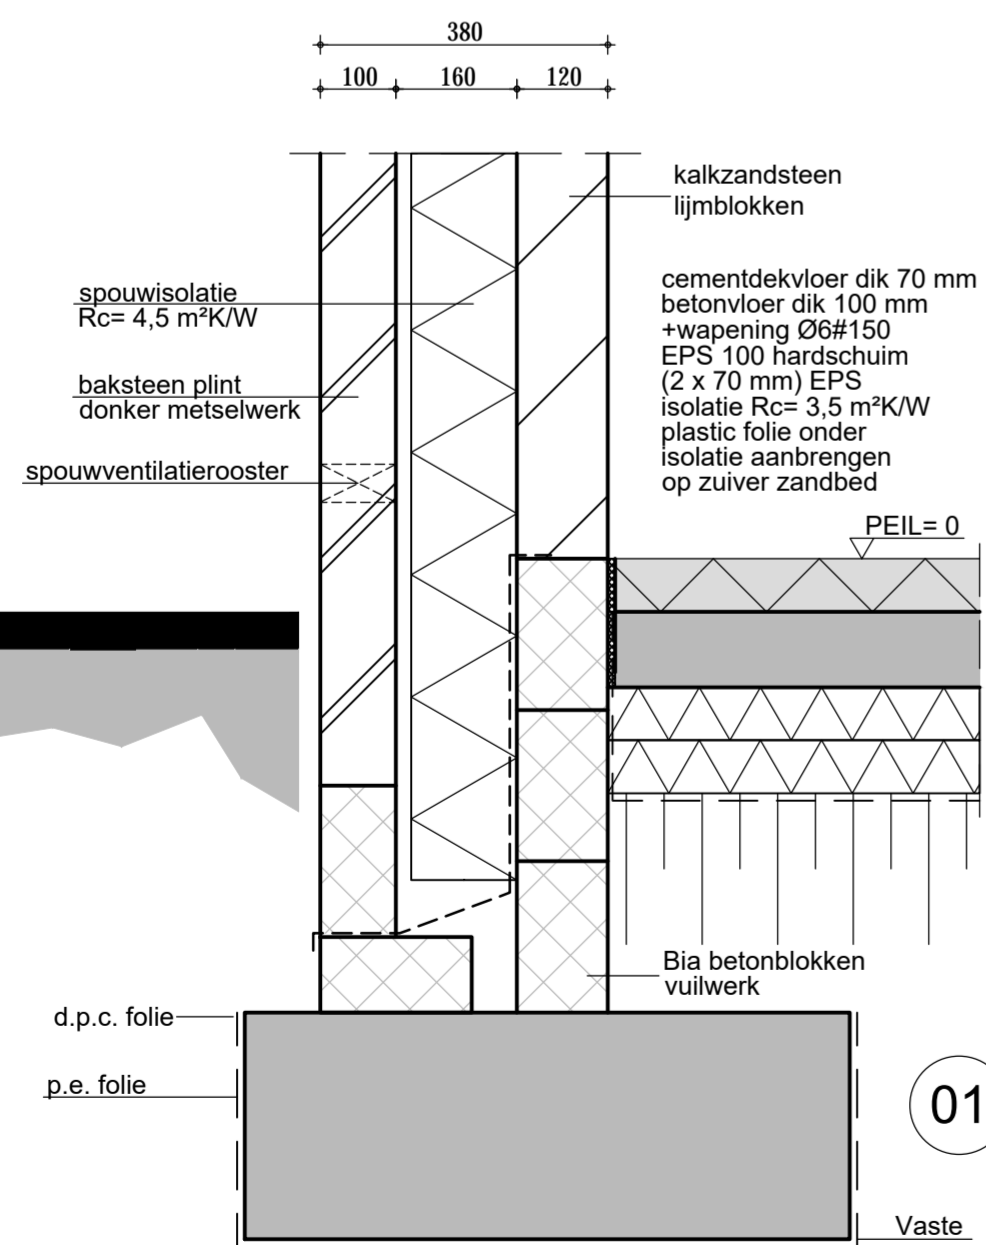 380
100 160 120
kalkzandsteen
lijmblokken
cementdekvloer dik 70 mm
betonvloer dik 100 mm
+wapening Ø6#150
EPS 100 hardschuim
(2 x 70 mm) EPS
isolatie Rc= 3,5 m²K/W
plastic folie onder
isolatie aanbrengen
op zuiver zandbed
spouwisolatie
Rc= 4,5 m²K/W
baksteen plint
donker metselwerk
spouwventilatierooster
PEIL= 0
Bia betonblokken
vuilwerk
d.p.c. folie
p.e. folie
01
Vaste